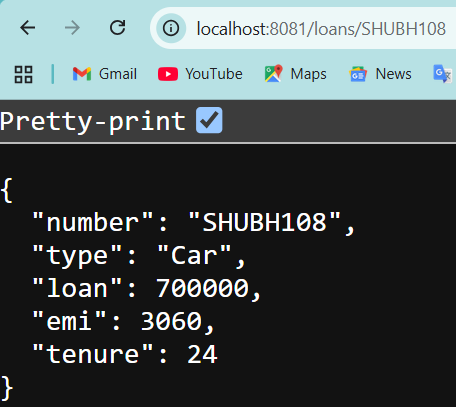 localhost:8081/loans/SHUBH108
Gmail YouTube Maps News
Pretty-print
{
  "number": "SHUBH108",
  "type": "Car",
  "loan": 700000,
  "emi": 3060,
  "tenure": 24
}